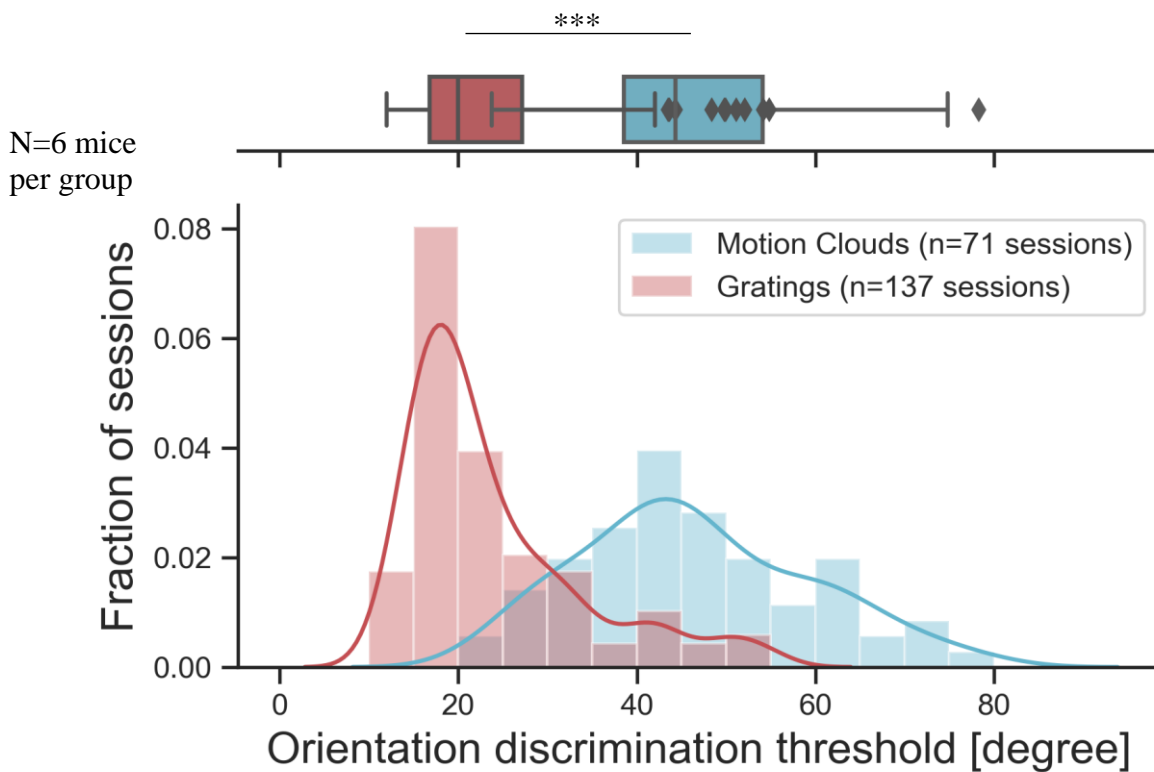 ***
N=6 mice
per group
0.08
0.06
0.04
0.02
0.00
Fraction of sessions
Motion Clouds (n=71 sessions)
Gratings (n=137 sessions)
0 20 40 60 80
Orientation discrimination threshold [degree]